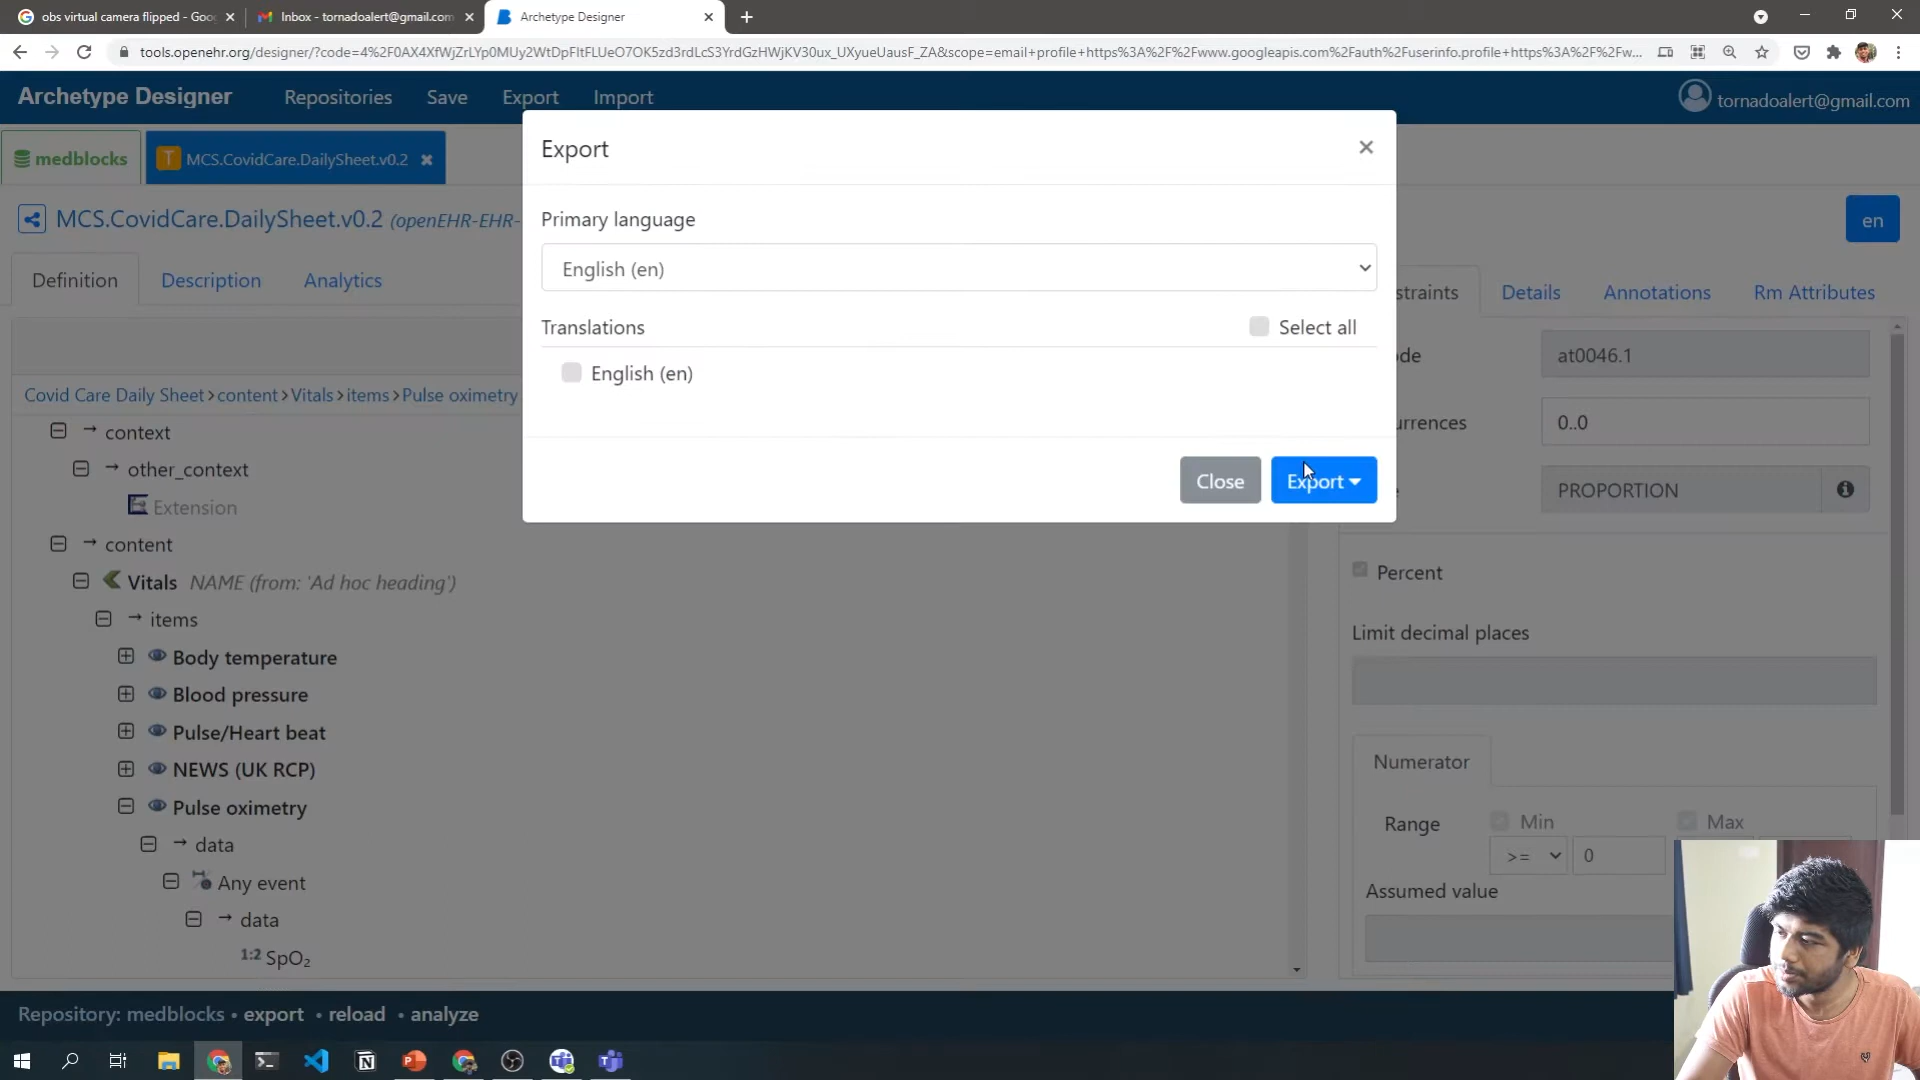 obs virtual camera flipped - Goo
Inbox - tornadoalert@gmail.com
Archetype Designer
tools.openehr.org/designer/?code=4%2F0AX4XfWjZrLYp0MUy2WtDpFItFLUeO7OK5zd3rdLcS3YrdGzHWjKV30ux_UXyueUausF_ZA&scope=email+profile+https%3A%2F%2Fwww.googleapis.com%2Fauth%2Fuserinfo.profile+https%3A%2F%2Fw...
Archetype Designer
Repositories
Save
Export
Import
tornadoalert@gmail.com
medblocks
T MCS.CovidCare.DailySheet.v0.2
MCS.CovidCare.DailySheet.v0.2 (openEHR-EHR-
en
Definition
Description
Analytics
Export
Primary language
English (en)
Translations
Select all
English (en)
Close
Export
straints
Details
Annotations
Rm Attributes
Covid Care Daily Sheet>content>Vitals>items>Pulse oximetry
context
other_context
Extension
content
Vitals NAME (from: 'Ad hoc heading')
items
Body temperature
Blood pressure
Pulse/Heart beat
NEWS (UK RCP)
Pulse oximetry
data
Any event
data
1:2 SpO₂
de
at0046.1
urrences
0..0
PROPORTION
Percent
Limit decimal places
Numerator
Range
Min
Max
>=
0
Assumed value
Repository: medblocks • export • reload • analyze